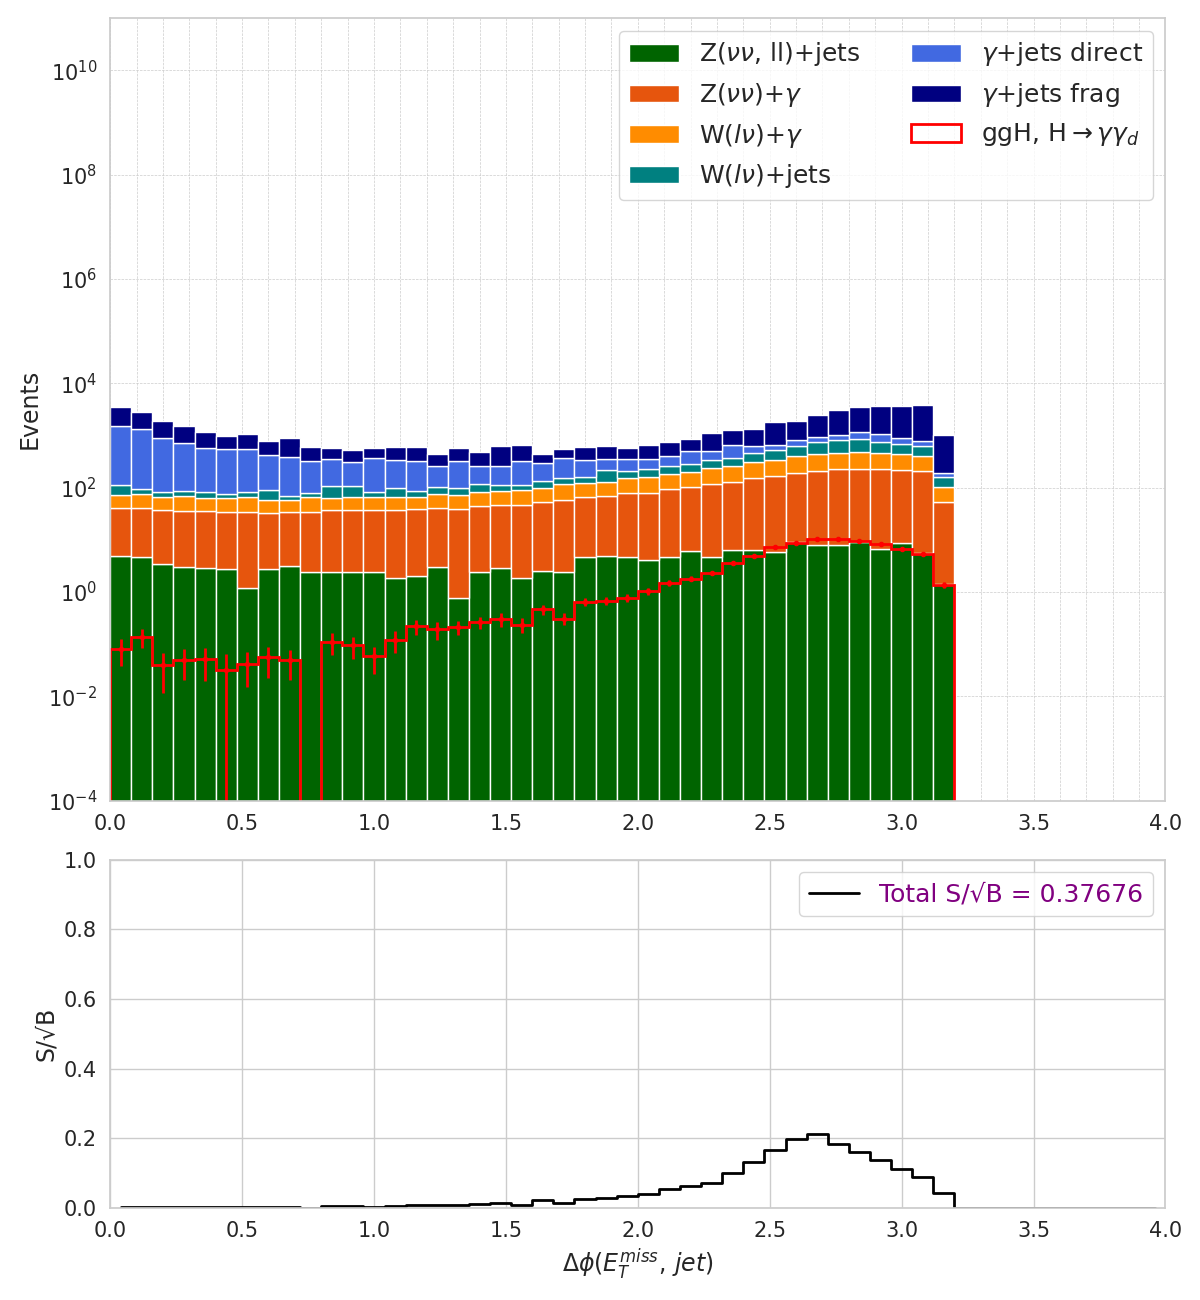 Events
10^10
10^8
10^6
10^4
10^2
10^0
10^−2
10^−4
Z(νν, ll)+jets
Z(νν)+γ
W(lν)+γ
W(lν)+jets
γ+jets direct
γ+jets frag
ggH, H→γγ_d
0.0 0.5 1.0 1.5 2.0 2.5 3.0 3.5 4.0
S/√B
1.0
0.8
0.6
0.4
0.2
0.0
Total S/√B = 0.37676
0.0 0.5 1.0 1.5 2.0 2.5 3.0 3.5 4.0
Δϕ(E_T^miss, jet)